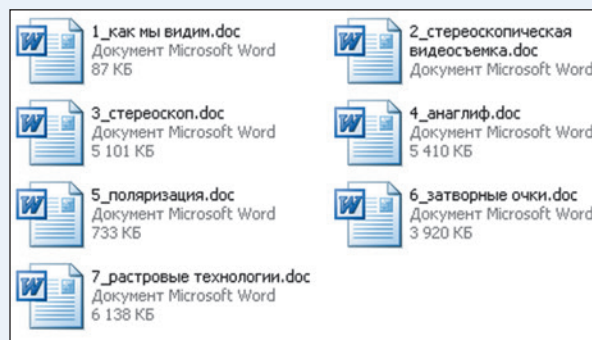 1_как мы видим.doc
Документ Microsoft Word
87 КБ
2_стереоскопическая
видеосъемка.doc
Документ Microsoft Word
3_стереоскоп.doc
Документ Microsoft Word
5 101 КБ
4_анаглиф.doc
Документ Microsoft Word
5 410 КБ
5_поляризация.doc
Документ Microsoft Word
733 КБ
6_затворные очки.doc
Документ Microsoft Word
3 920 КБ
7_растровые технологии.doc
Документ Microsoft Word
6 138 КБ